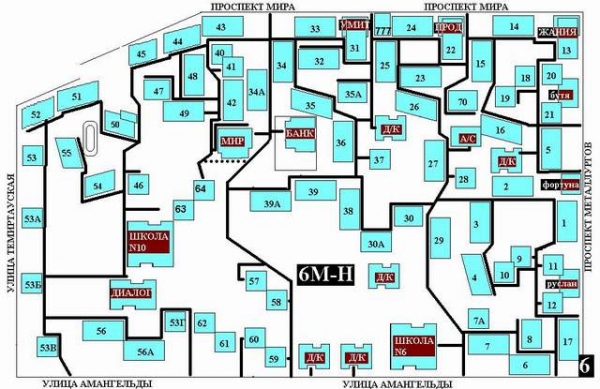 ПРОСПЕКТ МИРА ПРОСПЕКТ МИРА
43 33 УМИТ 777 24 ПРОД 14 ЖАНИЯ
45 44 40 34 31 25 22 15 13
41 32 23 18 20
51 47 48 42 34А 35А 26 70 19 бутя
52 49 35 21
50 МИР БАНК 36 Д/К А/С 16
53 55 37 27 Д/К 5
54 46 64 28 2 фортуна
53А 63 39А 39 38 30 3 1
ШКОЛА
N10
30А 29
9
6М-Н 4 10 11
53Б ДИАЛОГ 57 Д/К руслан
58 12
56 53Г 62 7А
53В 56А 61 60 ШКОЛА
N6
7 8 17
59 Д/К Д/К 6 6
УЛИЦА АМАНГЕЛЬДЫ УЛИЦА АМАНГЕЛЬДЫ
УЛИЦА ТЕМИРТАУСКАЯ
ПРОСПЕКТ МЕТАЛЛУРГОВ